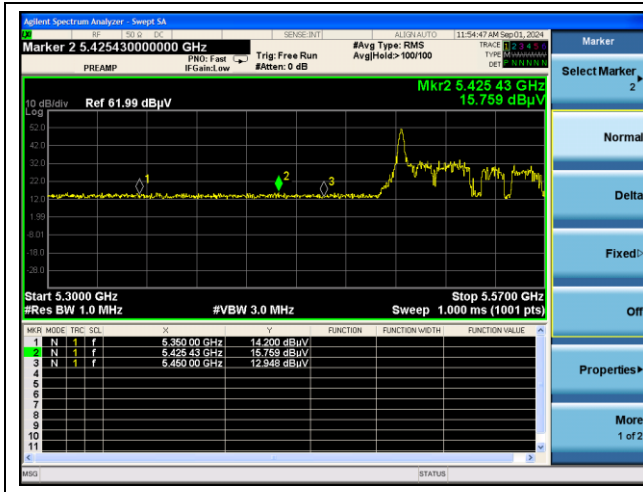 Agilent Spectrum Analyzer - Swept SA
RF 50 Ω DC SENSE:INT ALIGN AUTO 11:54:47 AM Sep 01, 2024
Marker 2 5.425430000000 GHz
PREAMP
PNO: Fast
IFGain:Low
Trig: Free Run
#Atten: 0 dB
#Avg Type: RMS
Avg|Hold:>100/100
TRACE 1 2 3 4 5 6
TYPE
DET P N N N N N
Mkr2 5.425 43 GHz
15.759 dBµV
10 dB/div Ref 61.99 dBµV
Log
52.0
42.0
32.0
22.0
12.0
1.99
-8.01
-18.0
-28.0
1
2
3
Start 5.3000 GHz Stop 5.5700 GHz
#Res BW 1.0 MHz #VBW 3.0 MHz Sweep 1.000 ms (1001 pts)
MKR MODE TRC SCL X Y FUNCTION FUNCTION WIDTH FUNCTION VALUE
1 N 1 f 5.350 00 GHz 14.200 dBµV
2 N 1 f 5.425 43 GHz 15.759 dBµV
3 N 1 f 5.450 00 GHz 12.948 dBµV
4
5
6
7
8
9
10
11
MSG STATUS
Marker
Select Marker
2
Normal
Delta
Fixed
Off
Properties
More
1 of 2